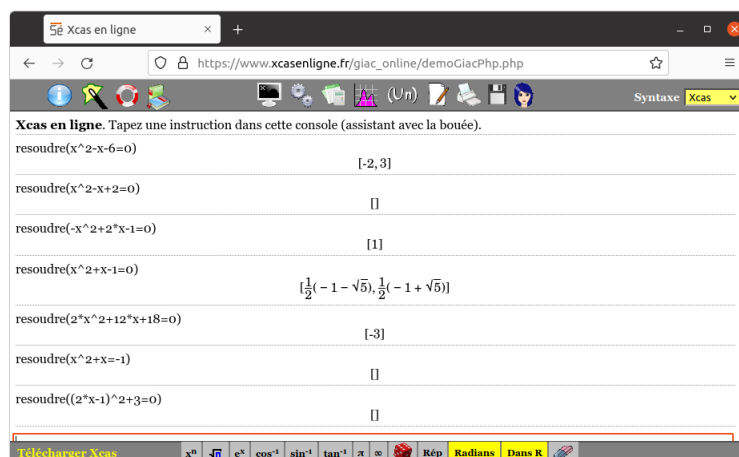 Xcas en ligne
https://www.xcasenligne.fr/giac_online/demoGiacPhp.php
(Un)
Syntaxe Xcas
Xcas en ligne. Tapez une instruction dans cette console (assistant avec la bouée).
resoudre(x^2-x-6=0)
[-2,3]
resoudre(x^2-x+2=0)
[]
resoudre(-x^2+2*x-1=0)
[1]
resoudre(x^2+x-1=0)
[1/2(-1-√5),1/2(-1+√5)]
resoudre(2*x^2+12*x+18=0)
[-3]
resoudre(x^2+x=-1)
[]
resoudre((2*x-1)^2+3=0)
[]
Télécharger Xcas xⁿ √n eˣ cos⁻¹ sin⁻¹ tan⁻¹ π ∞ Rép Radians Dans R